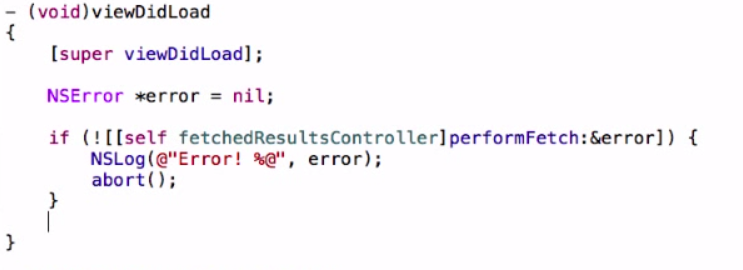 - (void)viewDidLoad
{
    [super viewDidLoad];
    NSError *error = nil;
    if (![[self fetchedResultsController]performFetch:&error]) {
        NSLog(@"Error! %@", error);
        abort();
    }
}